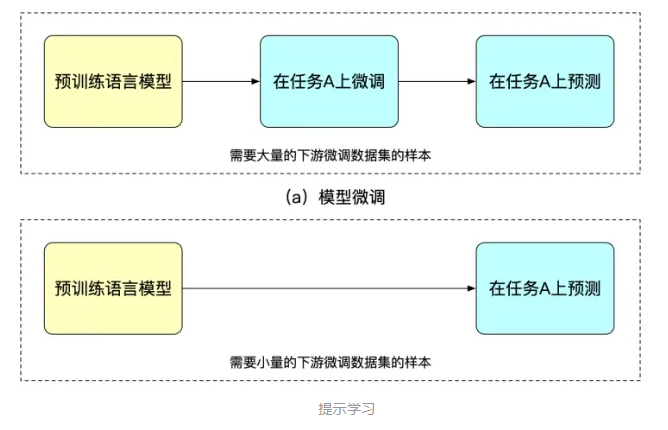 预训练语言模型
在任务A上微调
在任务A上预测
需要大量的下游微调数据集的样本
（a）模型微调
预训练语言模型
在任务A上预测
需要小量的下游微调数据集的样本
提示学习